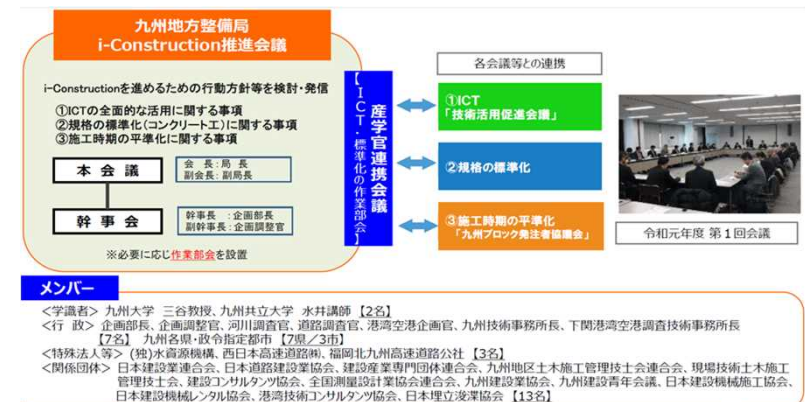 九州地方整備局
i-Construction推進会議
i-Constructionを進めるための行動方針等を検討・発信
①ICTの全面的な活用に関する事項
②規格の標準化(コンクリート工)に関する事項
③施工時期の平準化に関する事項
本会議
会 長:局 長
副会長:副局長
幹事会
幹事長 :企画部長
副幹事長:企画調整官
※必要に応じ作業部会を設置
産学官連携会議
【ICT・標準化の作業部会】
各会議等との連携
①ICT
「技術活用促進会議」
②規格の標準化
③施工時期の平準化
「九州ブロック発注者協議会」
令和元年度 第1回会議
メンバー
<学識者> 九州大学 三谷教授、九州共立大学 水井講師 【2名】
<行 政> 企画部長、企画調整官、河川調査官、道路調査官、港湾空港企画官、九州技術事務所長、下関港湾空港調査技術事務所長
【7名】 九州各県・政令指定都市 【7県/3市】
<特殊法人等> (独)水資源機構、西日本高速道路㈱、福岡北九州高速道路公社 【3名】
<関係団体> 日本建設業連合会、日本道路建設業協会、建設産業専門団体連合会、九州地区土木施工管理技士会連合会、現場技術土木施工
管理技士会、建設コンサルタンツ協会、全国測量設計業協会連合会、九州建設業協会、九州建設青年会議、日本建設機械施工協会、
日本建設機械レンタル協会、港湾技術コンサルタンツ協会、日本埋立浚渫協会 【13名】